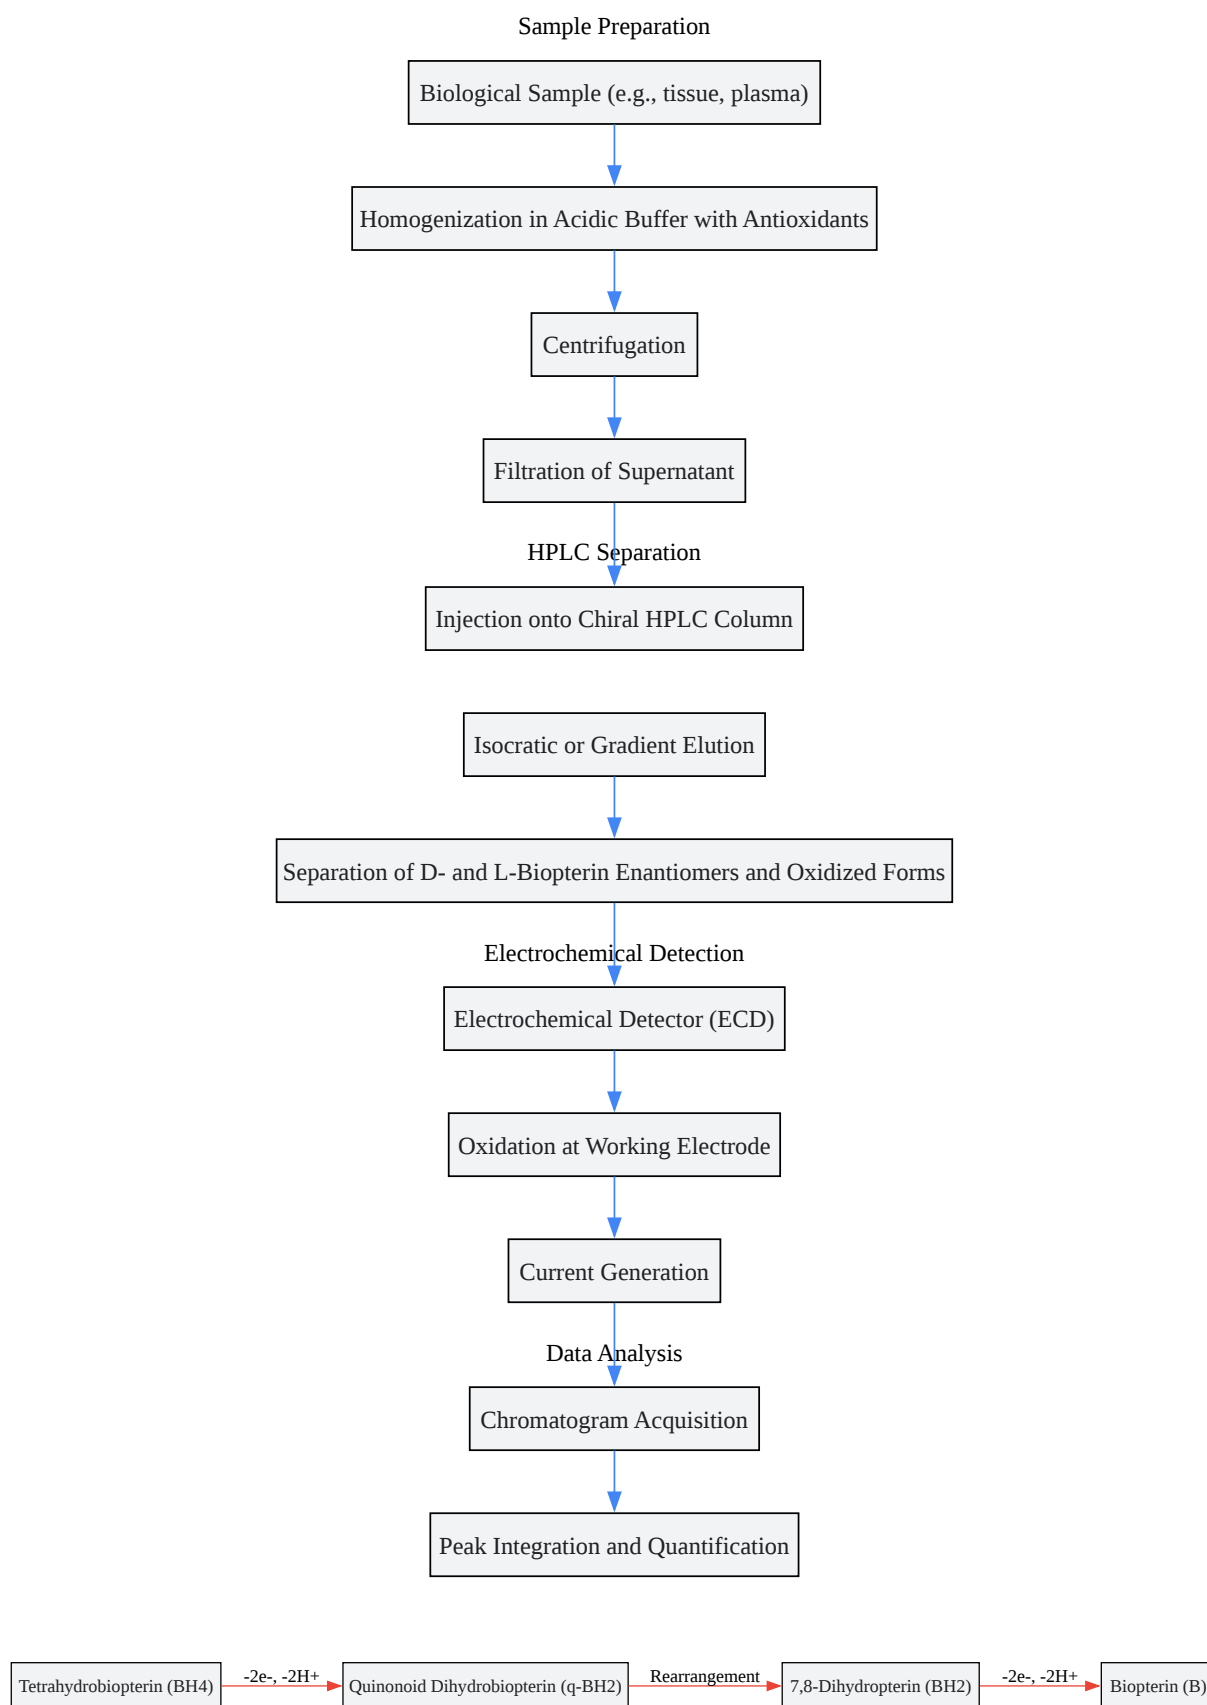 Sample Preparation
Biological Sample (e.g., tissue, plasma)
Homogenization in Acidic Buffer with Antioxidants
Centrifugation
Filtration of Supernatant
HPLC Separation
Injection onto Chiral HPLC Column
Isocratic or Gradient Elution
Separation of D- and L-Biopterin Enantiomers and Oxidized Forms
Electrochemical Detection
Electrochemical Detector (ECD)
Oxidation at Working Electrode
Current Generation
Data Analysis
Chromatogram Acquisition
Peak Integration and Quantification
Tetrahydrobiopterin (BH4)
-2e-, -2H+
Quinonoid Dihydrobiopterin (q-BH2)
Rearrangement
7,8-Dihydropterin (BH2)
-2e-, -2H+
Biopterin (B)